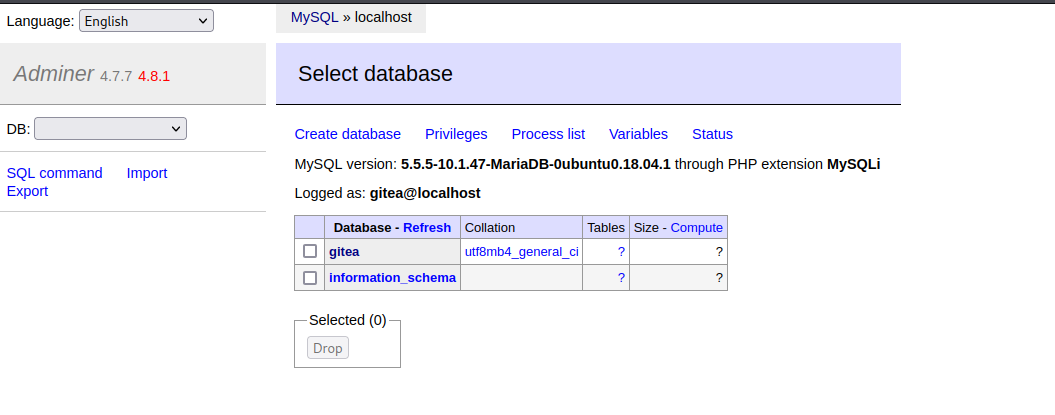 Language: English
MySQL » localhost
Adminer 4.7.7 4.8.1
Select database
DB:
SQL command Import
Export
Create database Privileges Process list Variables Status
MySQL version: 5.5.5-10.1.47-MariaDB-0ubuntu0.18.04.1 through PHP extension MySQLi
Logged as: gitea@localhost
Database - Refresh Collation Tables Size - Compute
gitea utf8mb4_general_ci ? ?
information_schema ? ?
Selected (0)
Drop